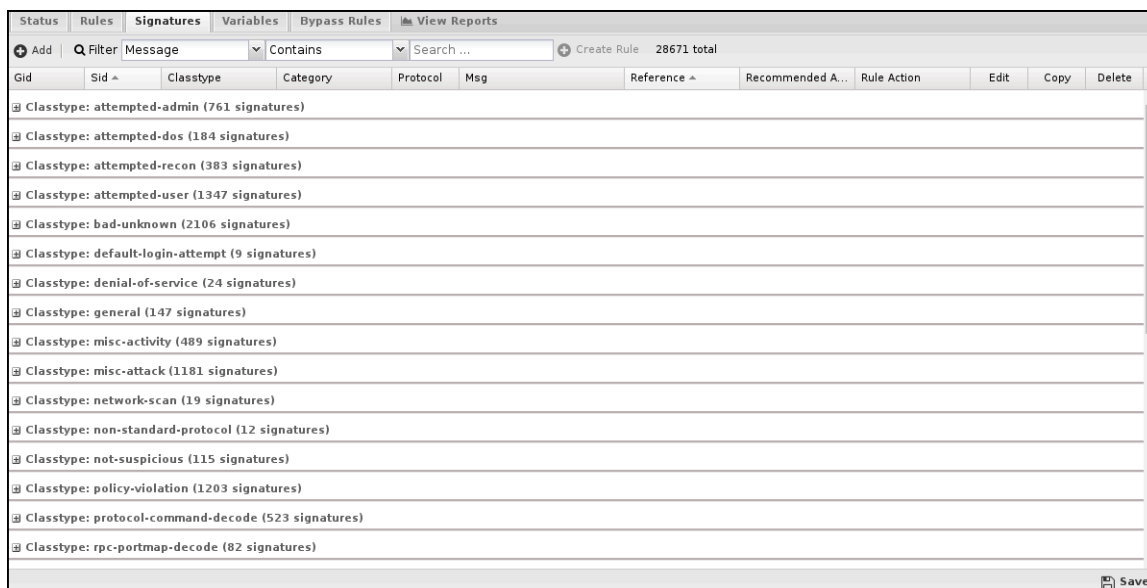 Status Rules Signatures Variables Bypass Rules View Reports
Add Filter Message Contains Search ... Create Rule 28671 total
Gid Sid Classtype Category Protocol Msg Reference Recommended A... Rule Action Edit Copy Delete
Classtype: attempted-admin (761 signatures)
Classtype: attempted-dos (184 signatures)
Classtype: attempted-recon (383 signatures)
Classtype: attempted-user (1347 signatures)
Classtype: bad-unknown (2106 signatures)
Classtype: default-login-attempt (9 signatures)
Classtype: denial-of-service (24 signatures)
Classtype: general (147 signatures)
Classtype: misc-activity (489 signatures)
Classtype: misc-attack (1181 signatures)
Classtype: network-scan (19 signatures)
Classtype: non-standard-protocol (12 signatures)
Classtype: not-suspicious (115 signatures)
Classtype: policy-violation (1203 signatures)
Classtype: protocol-command-decode (523 signatures)
Classtype: rpc-portmap-decode (82 signatures)
Save